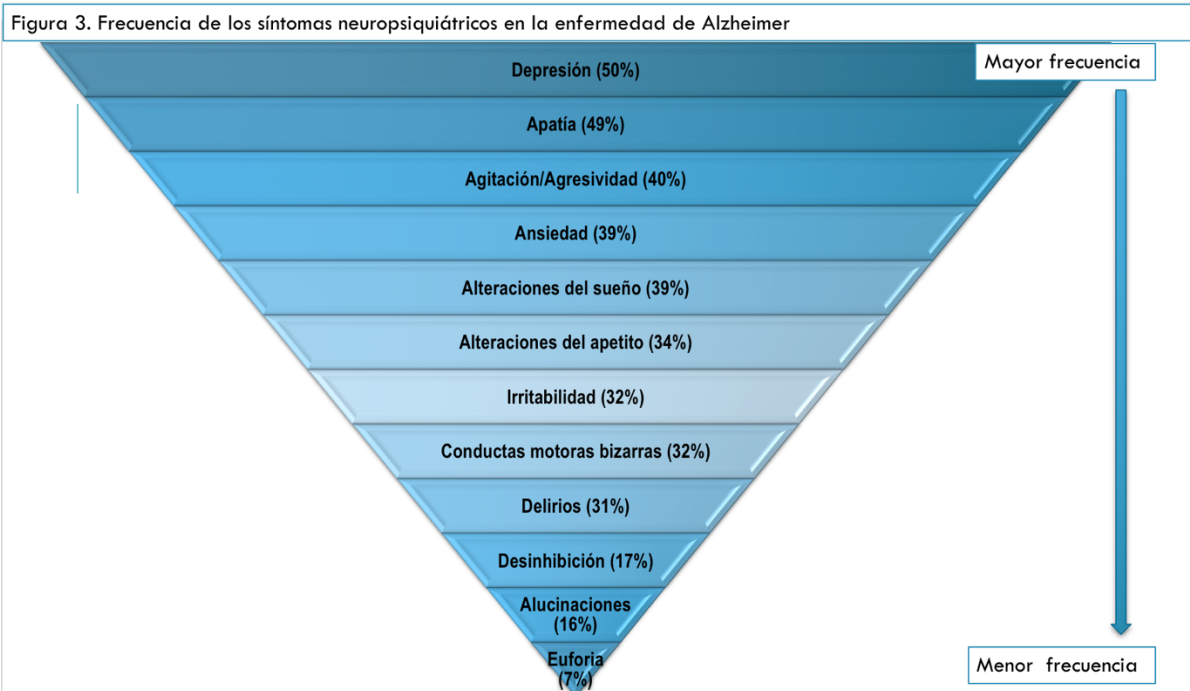 Figura 3. Frecuencia de los síntomas neuropsiquiátricos en la enfermedad de Alzheimer
Mayor frecuencia
Depresión (50%)
Apatía (49%)
Agitación/Agresividad (40%)
Ansiedad (39%)
Alteraciones del sueño (39%)
Alteraciones del apetito (34%)
Irritabilidad (32%)
Conductas motoras bizarras (32%)
Delirios (31%)
Desinhibición (17%)
Alucinaciones
(16%)
Euforia
(7%)
Menor frecuencia